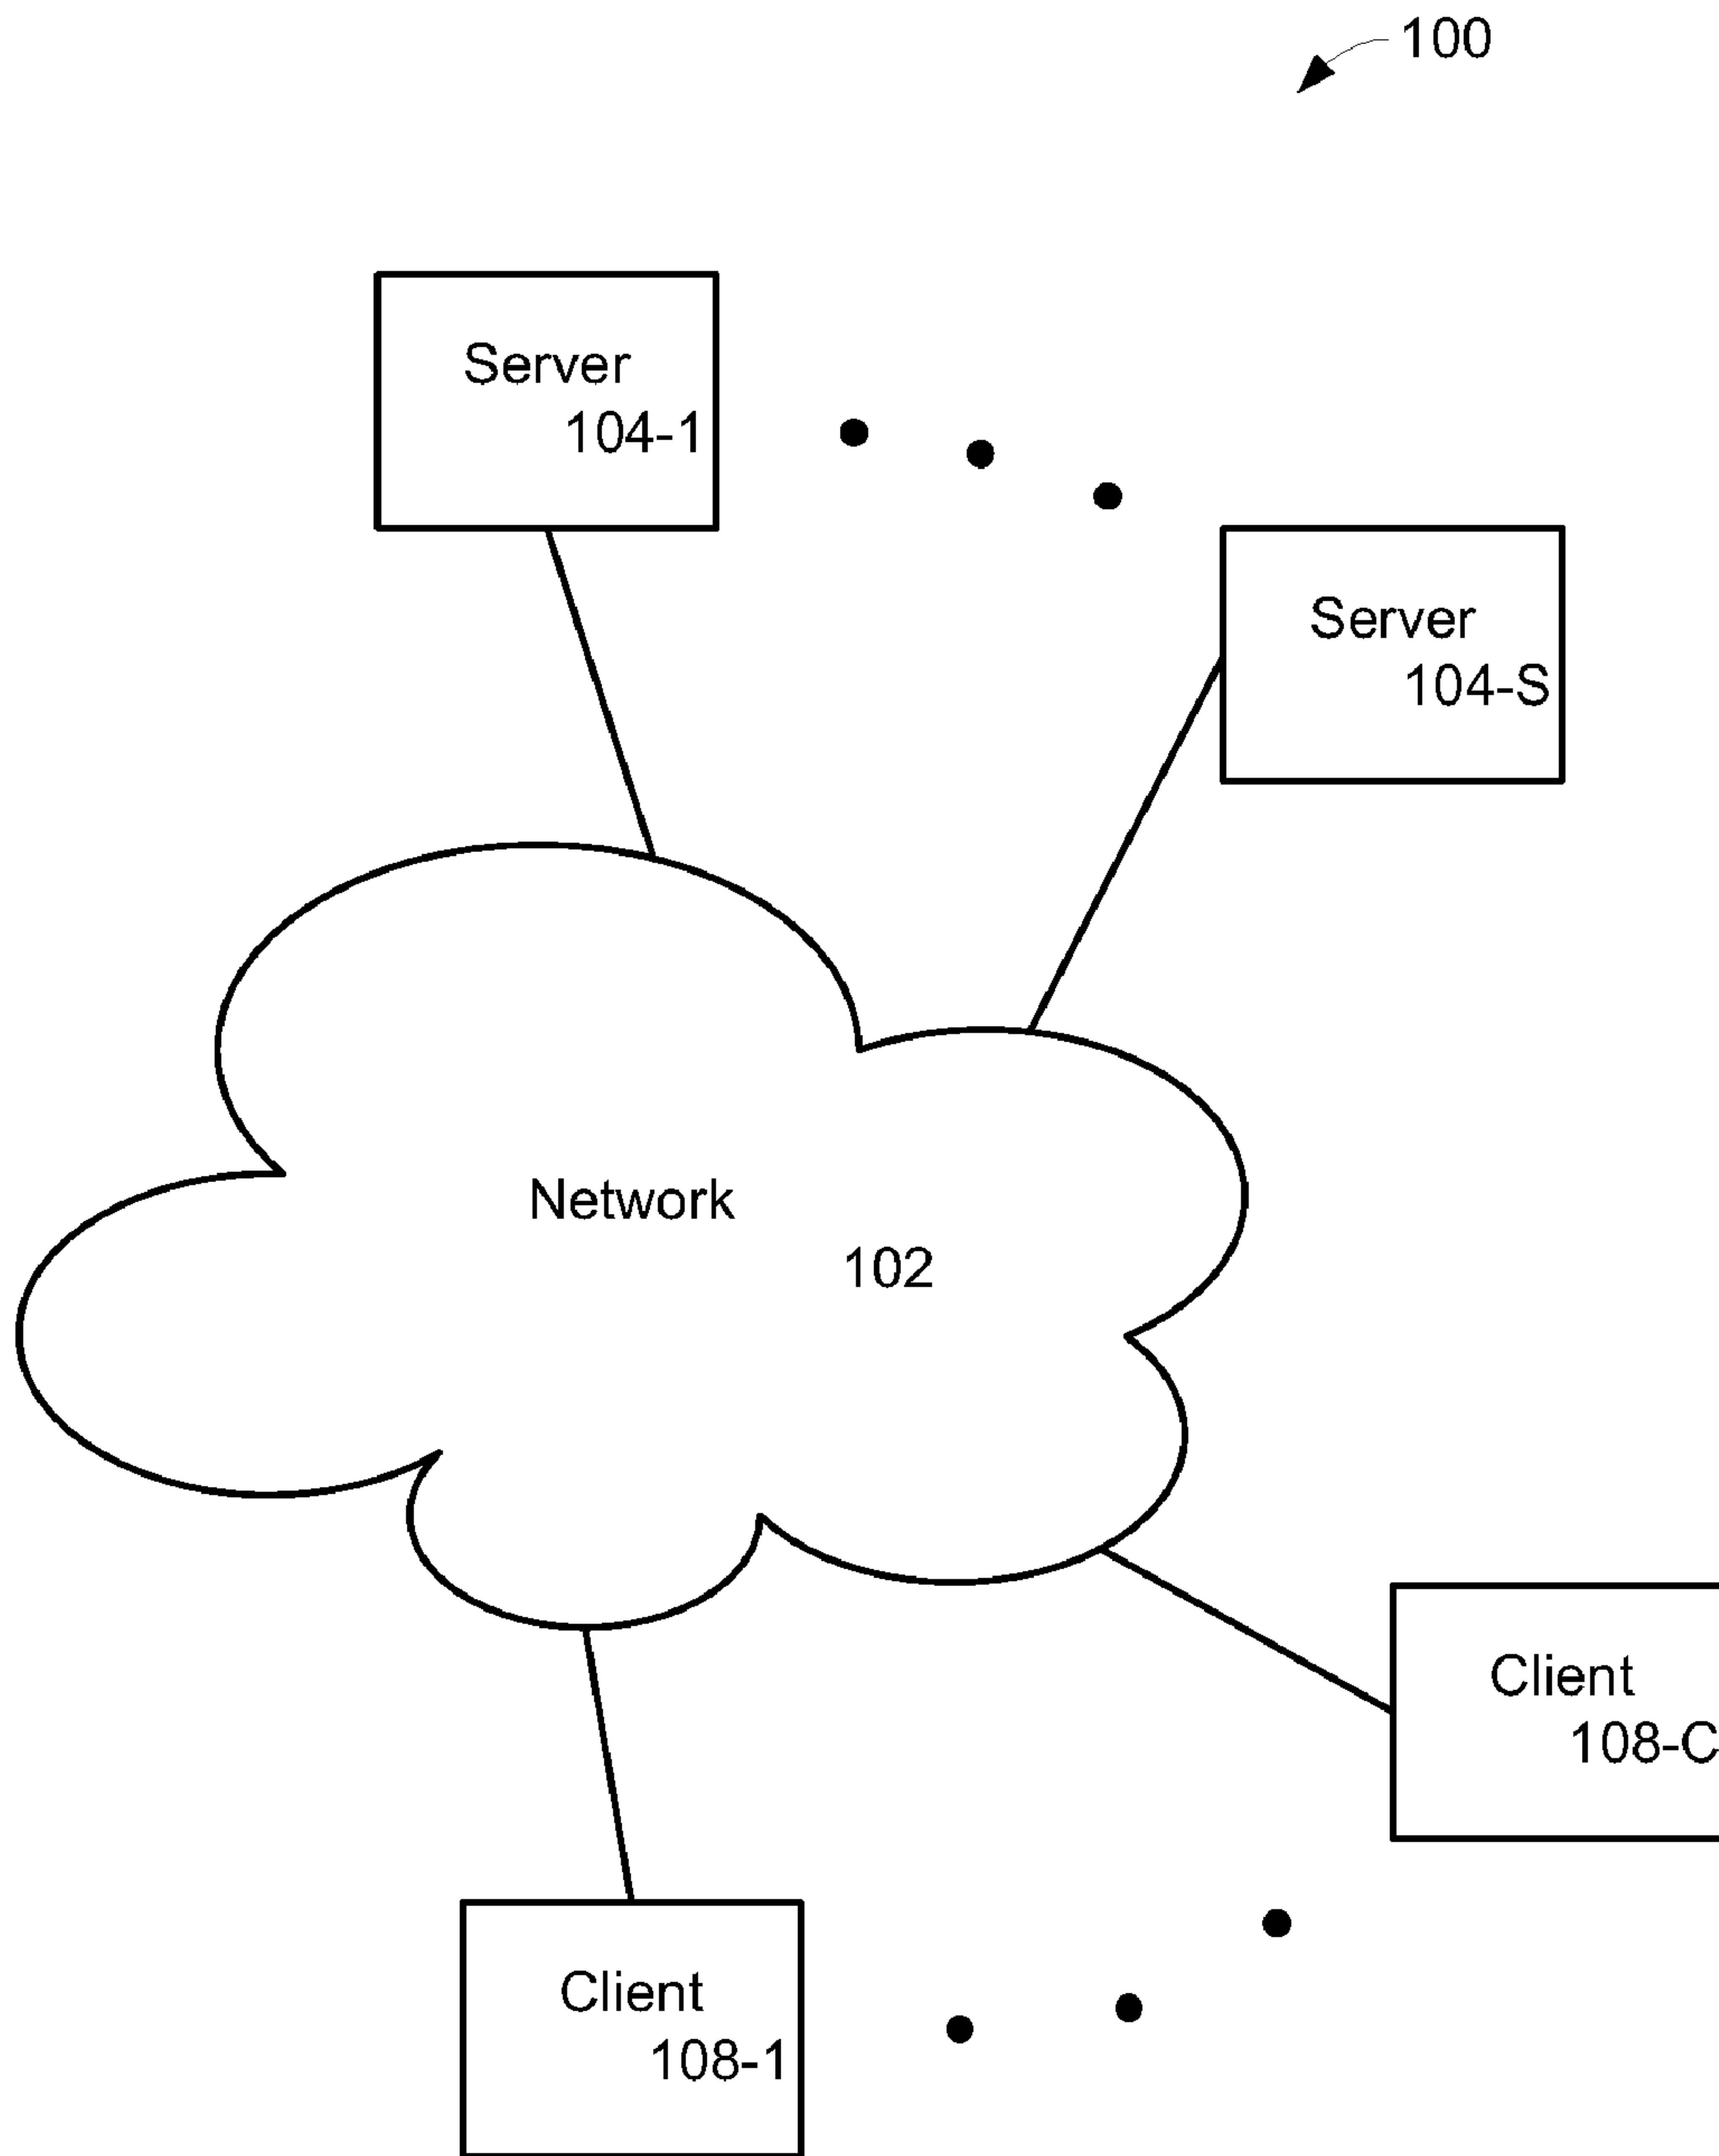 100
Server
104-1
Server
104-S
Network
102
Client
108-C
Client
108-1